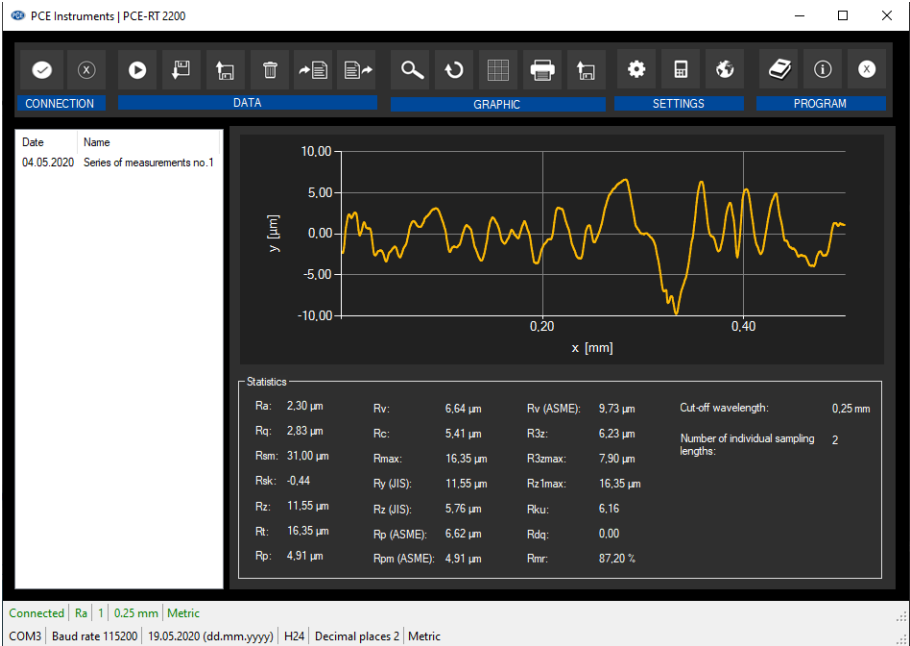 PCE Instruments | PCE-RT 2200
CONNECTION DATA GRAPHIC SETTINGS PROGRAM
Date Name
04.05.2020 Series of measurements no.1
10,00
5,00
0.00
-5,00
-10,00
y [µm]
0,20 0,40
x [mm]
Statistics
Ra: 2,30 µm Rv: 6,64 µm Rv (ASME): 9,73 µm Cut-off wavelength: 0,25 mm
Rq: 2,83 µm Rc: 5,41 µm R3z: 6,23 µm Number of individual sampling lengths: 2
Rsm: 31,00 µm Rmax: 16,35 µm R3zmax: 7,90 µm
Rsk: -0,44 Ry (JIS): 11,55 µm Rz1max: 16,35 µm
Rz: 11,55 µm Rz (JIS): 5,76 µm Rku: 6,16
Rt: 16,35 µm Rp (ASME): 6,62 µm Rdq: 0,00
Rp: 4,91 µm Rpm (ASME): 4,91 µm Rmr: 87,20 %
Connected | Ra | 1 | 0.25 mm | Metric
COM3 | Baud rate 115200 | 19.05.2020 (dd.mm.yyyy) | H24 | Decimal places 2 | Metric